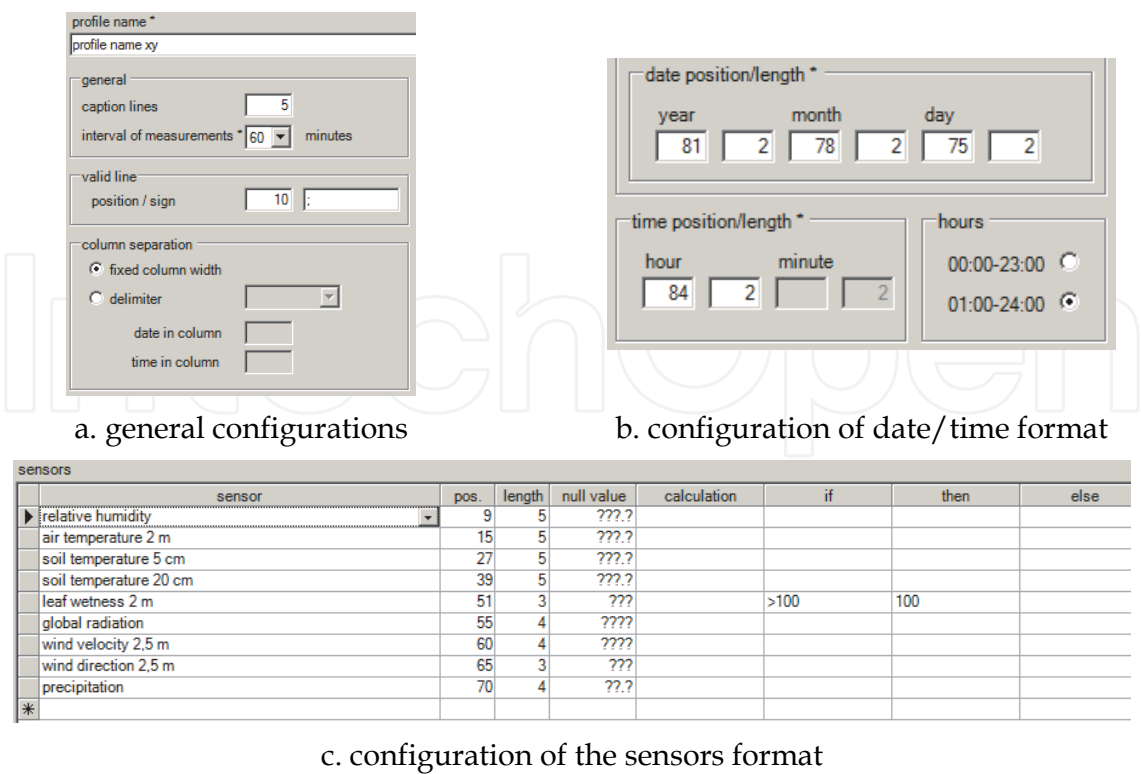 profile name *
profile name xy
general
caption lines 5
interval of measurements * 60 minutes
valid line
position / sign 10 ;
column separation
fixed column width
delimiter
date in column
time in column
a. general configurations
date position/length *
year month day
81 2 78 2 75 2
time position/length * hours
hour minute 00:00-23:00
84 2 2 01:00-24:00
b. configuration of date/time format
sensors
sensor pos. length null value calculation if then else
relative humidity 9 5 ???.?
air temperature 2 m 15 5 ???.?
soil temperature 5 cm 27 5 ???.?
soil temperature 20 cm 39 5 ???.?
leaf wetness 2 m 51 3 ??? >100 100
global radiation 55 4 ????
wind velocity 2,5 m 60 4 ????
wind direction 2,5 m 65 3 ???
precipitation 70 4 ??.?
c. configuration of the sensors format
IntechOpen